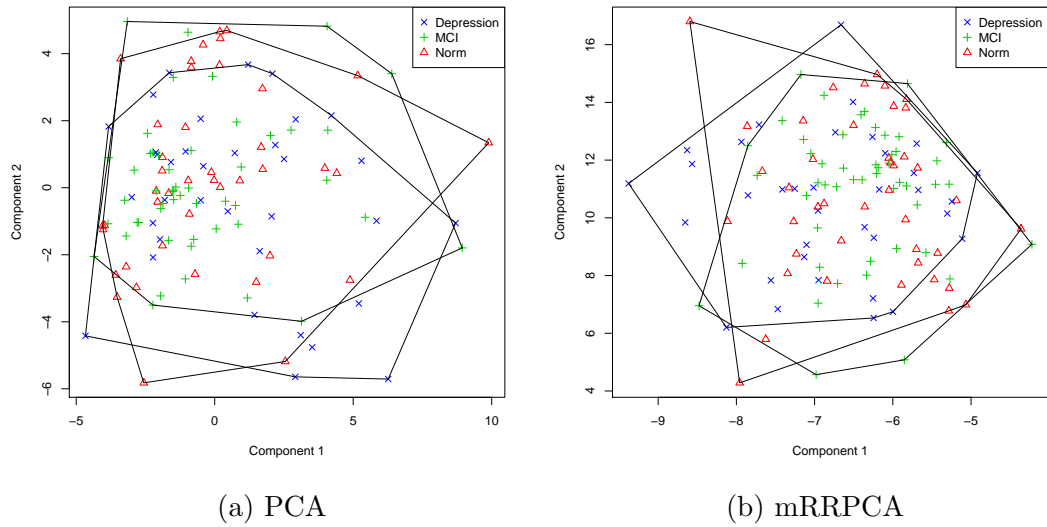 Depression
MCI
Norm
Component 2
6
4
2
0
−2
−4
−6
−5
0
5
10
Component 1
(a) PCA
Depression
MCI
Norm
Component 2
16
14
12
10
8
6
4
−9
−8
−7
−6
−5
Component 1
(b) mRRPCA